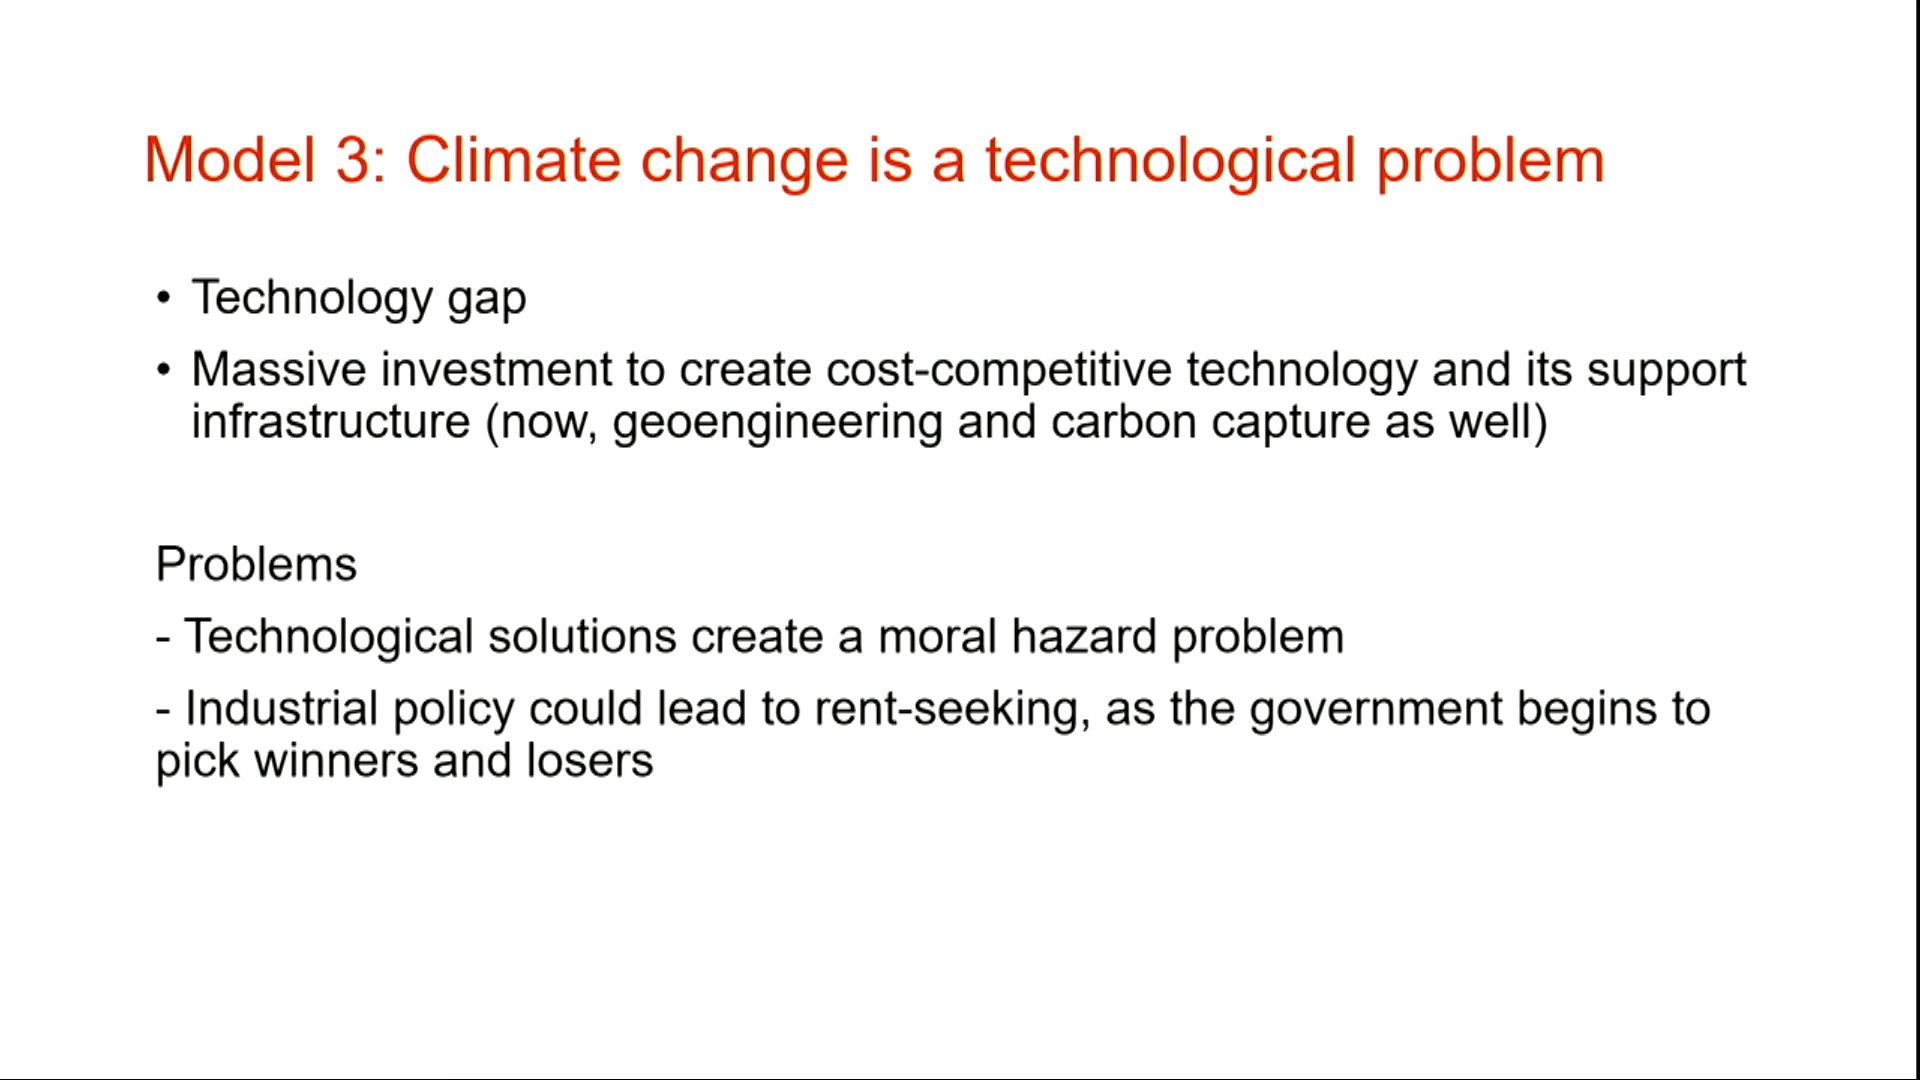 Model 3: Climate change is a technological problem
• Technology gap
• Massive investment to create cost-competitive technology and its support
infrastructure (now, geoengineering and carbon capture as well)
Problems
- Technological solutions create a moral hazard problem
- Industrial policy could lead to rent-seeking, as the government begins to
pick winners and losers